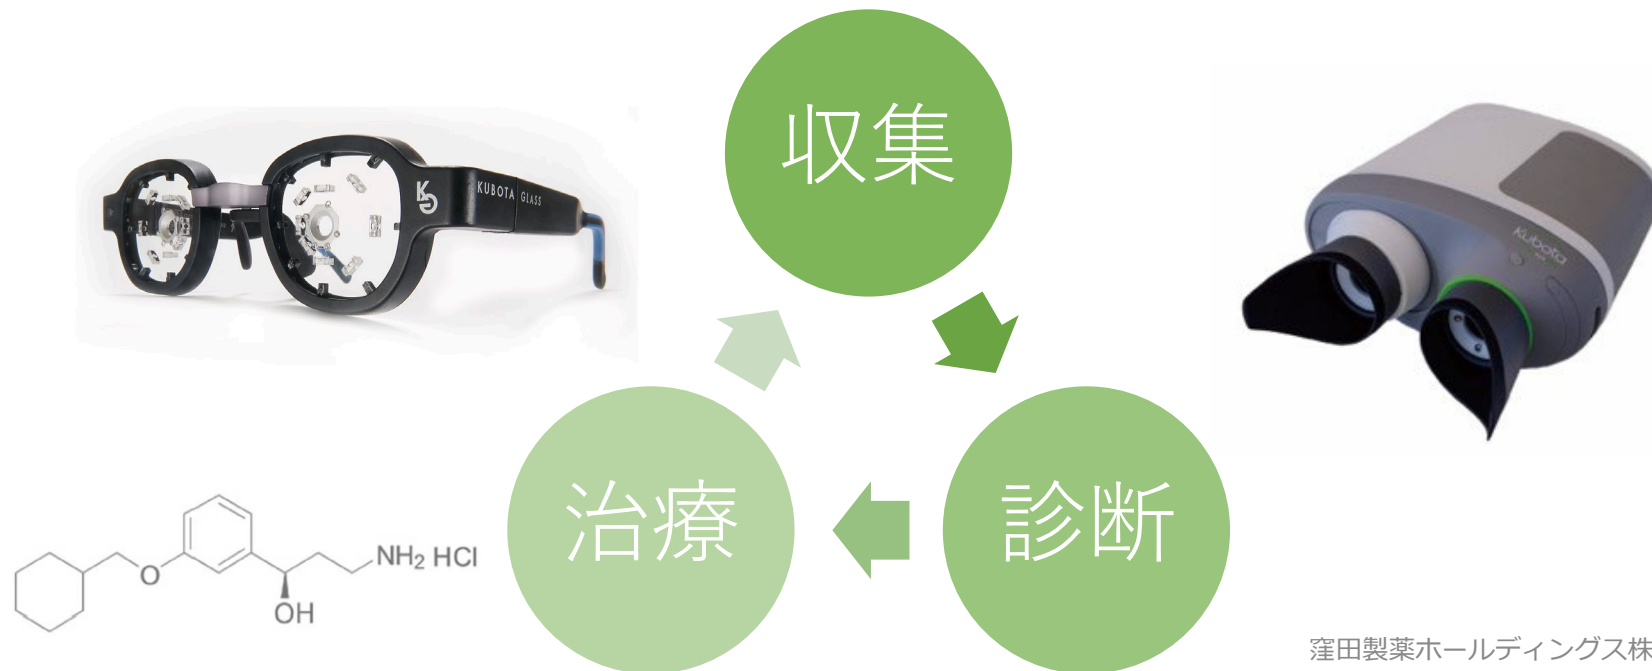 収集
KUBOTA GLASS
Kubota
治療
診断
NH2 HCl
O
OH
窪田製薬ホールディングス株